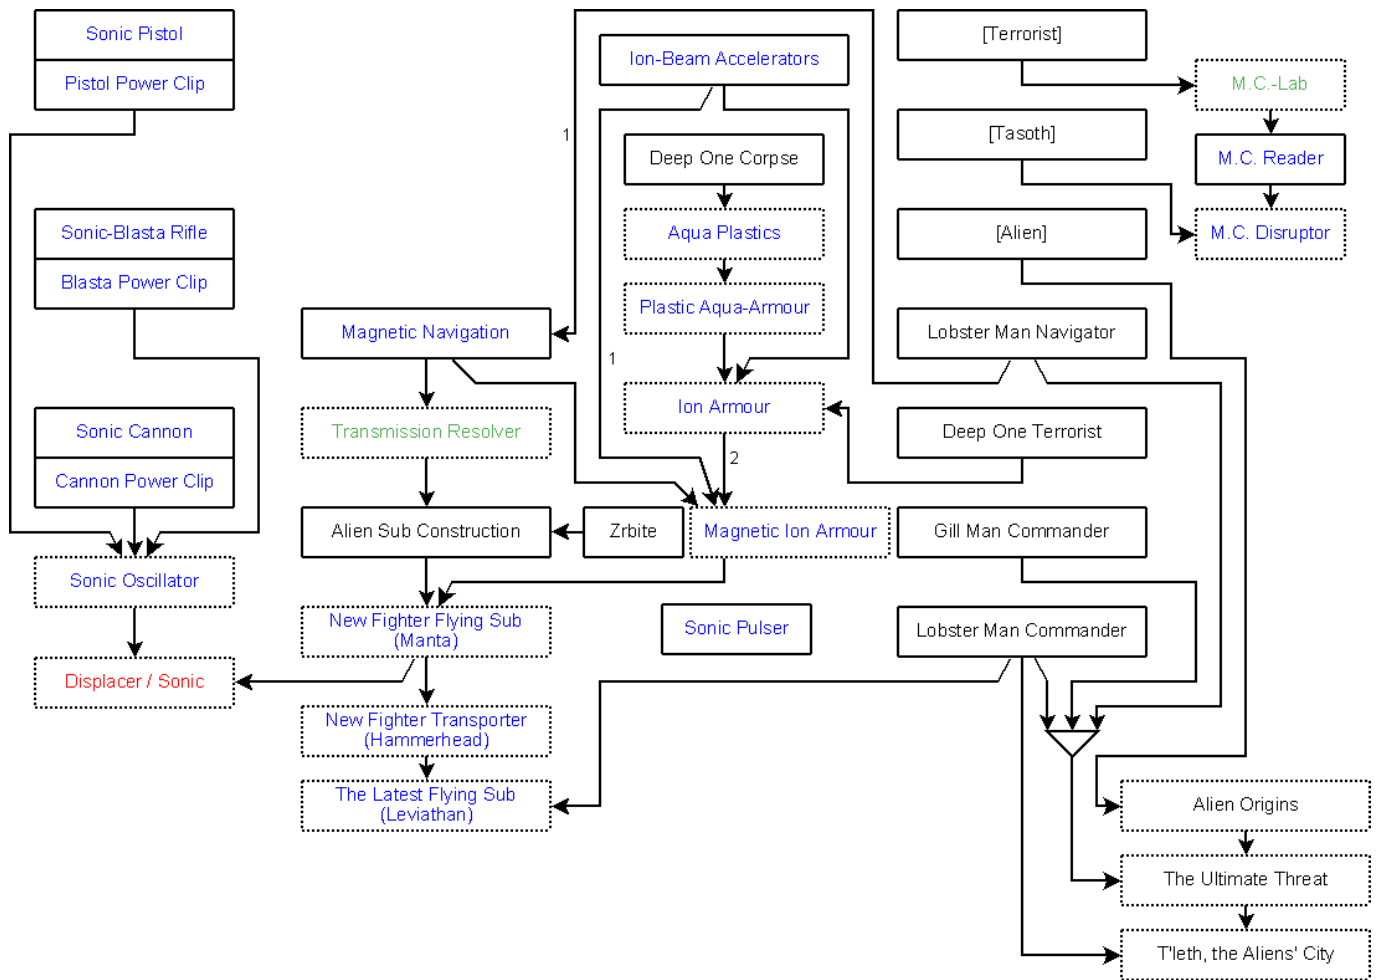 Sonic Pistol
Pistol Power Clip
Sonic-Blasta Rifle
Blasta Power Clip
Sonic Cannon
Cannon Power Clip
Sonic Oscillator
Displacer / Sonic
Magnetic Navigation
Transmission Resolver
Alien Sub Construction
Zrbite
New Fighter Flying Sub
(Manta)
New Fighter Transporter
(Hammerhead)
The Latest Flying Sub
(Leviathan)
1
Ion-Beam Accelerators
Deep One Corpse
Aqua Plastics
Plastic Aqua-Armour
1
Ion Armour
2
Magnetic Ion Armour
Sonic Pulser
[Terrorist]
[Tasoth]
[Alien]
Lobster Man Navigator
Deep One Terrorist
Gill Man Commander
Lobster Man Commander
M.C.-Lab
M.C. Reader
M.C. Disruptor
Alien Origins
The Ultimate Threat
T'leth, the Aliens' City